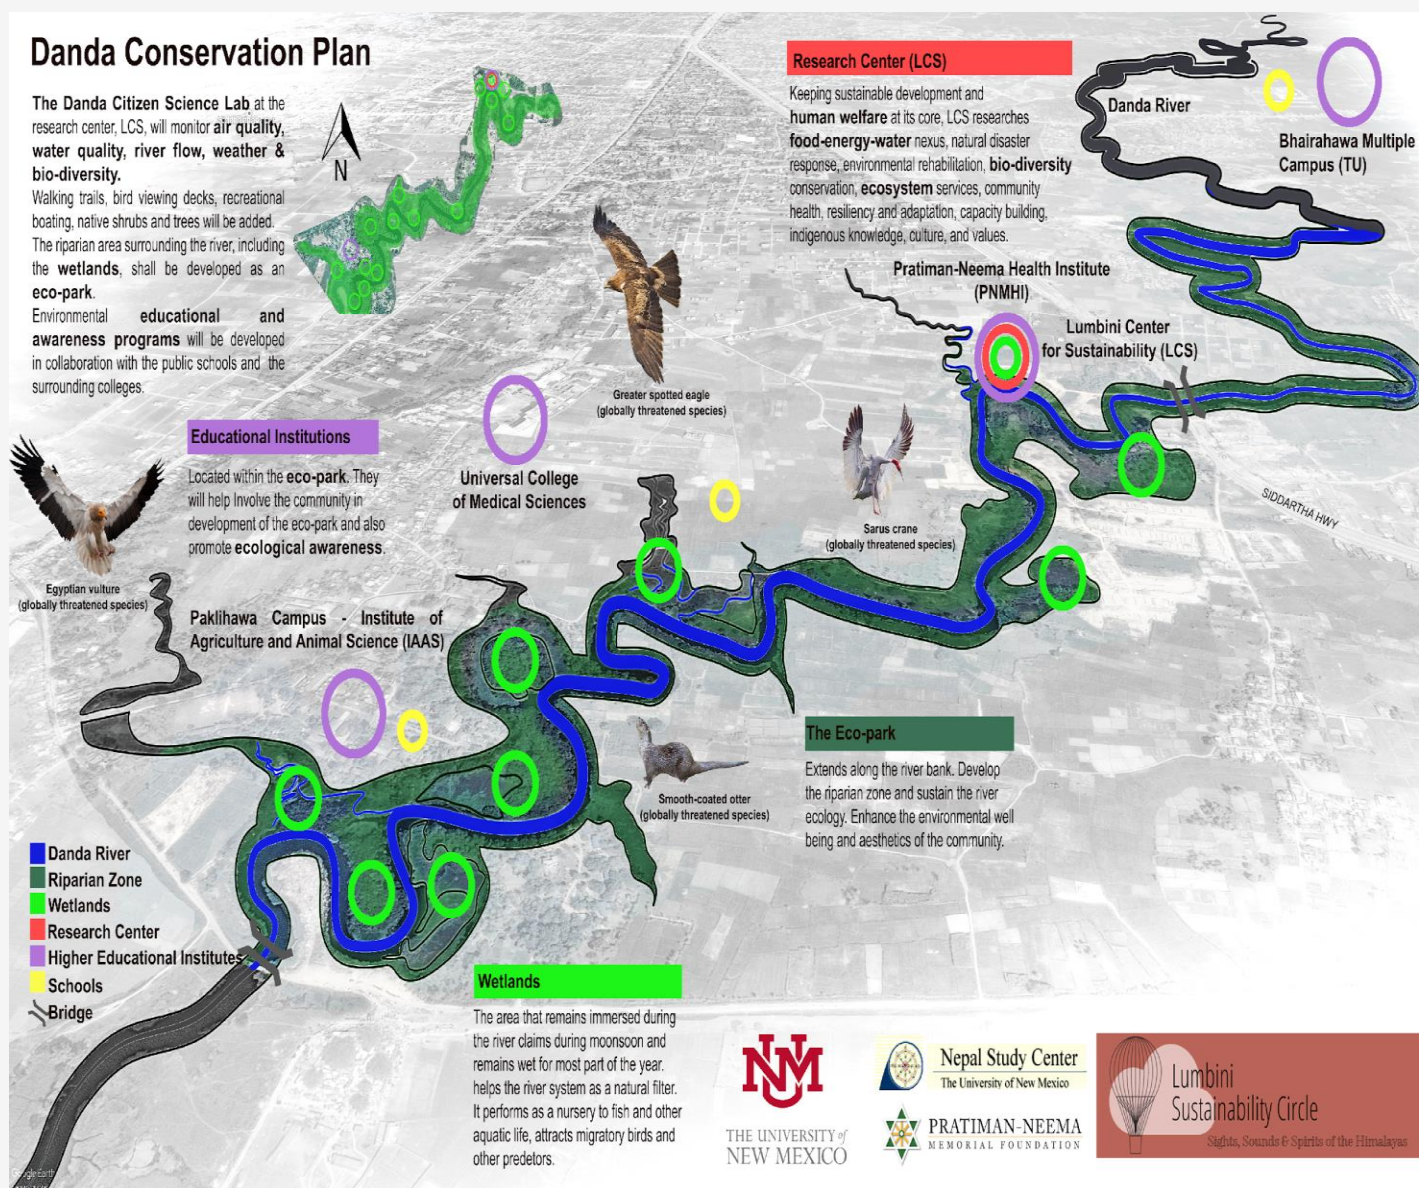 Danda Conservation Plan
The Danda Citizen Science Lab at the
research center, LCS, will monitor air quality,
water quality, river flow, weather &
bio-diversity.
Walking trails, bird viewing decks, recreational
boating, native shrubs and trees will be added.
The riparian area surrounding the river, including
the wetlands, shall be developed as an
eco-park.
Environmental educational and
awareness programs will be developed
in collaboration with the public schools and the
surrounding colleges.
N
Research Center (LCS)
Keeping sustainable development and
human welfare at its core, LCS researches
food-energy-water nexus, natural disaster
response, environmental rehabilitation, bio-diversity
conservation, ecosystem services, community
health, resiliency and adaptation, capacity building,
indigenous knowledge, culture, and values.
Danda River
Bhairahawa Multiple
Campus (TU)
Pratiman-Neema Health Institute
(PNMHI)
Lumbini Center
for Sustainability (LCS)
Greater spotted eagle
(globally threatened species)
Educational Institutions
Located within the eco-park. They
will help Involve the community in
development of the eco-park and also
promote ecological awareness.
Universal College
of Medical Sciences
Sarus crane
(globally threatened species)
SIDDARTHA HWY
Egyptian vulture
(globally threatened species)
Paklihawa Campus - Institute of
Agriculture and Animal Science (IAAS)
The Eco-park
Extends along the river bank. Develop
the riparian zone and sustain the river
ecology. Enhance the environmental well
being and aesthetics of the community.
Smooth-coated otter
(globally threatened species)
Danda River
Riparian Zone
Wetlands
Research Center
Higher Educational Institutes
Schools
Bridge
Wetlands
The area that remains immersed during
the river claims during moonsoon and
remains wet for most part of the year.
helps the river system as a natural filter.
It performs as a nursery to fish and other
aquatic life, attracts migratory birds and
other predetors.
UNM
THE UNIVERSITY of
NEW MEXICO
Nepal Study Center
The University of New Mexico
PRATIMAN-NEEMA
MEMORIAL FOUNDATION
Lumbini
Sustainability Circle
Sights, Sounds & Spirits of the Himalayas
Google Earth